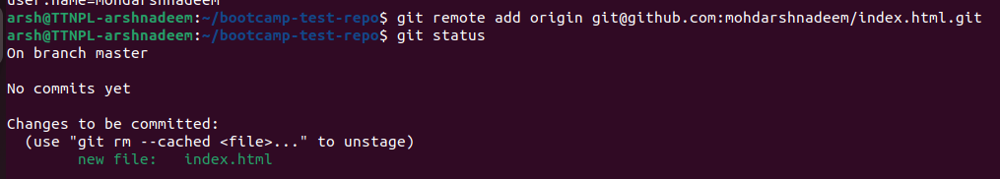 user.name=mohdarshnadeem
arsh@TTNPL-arshnadeem:~/bootcamp-test-repo$ git remote add origin git@github.com:mohdarshnadeem/index.html.git
arsh@TTNPL-arshnadeem:~/bootcamp-test-repo$ git status
On branch master
No commits yet
Changes to be committed:
(use "git rm --cached <file>..." to unstage)
new file:   index.html